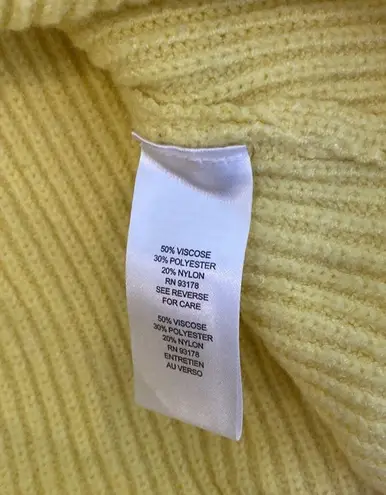 50% VISCOSE
30% POLYESTER
20% NYLON
RN 93178
SEE REVERSE
FOR CARE
50% VISCOSE
30% POLYESTER
20% NYLON
RN 93178
ENTRETIEN
AU VERSO